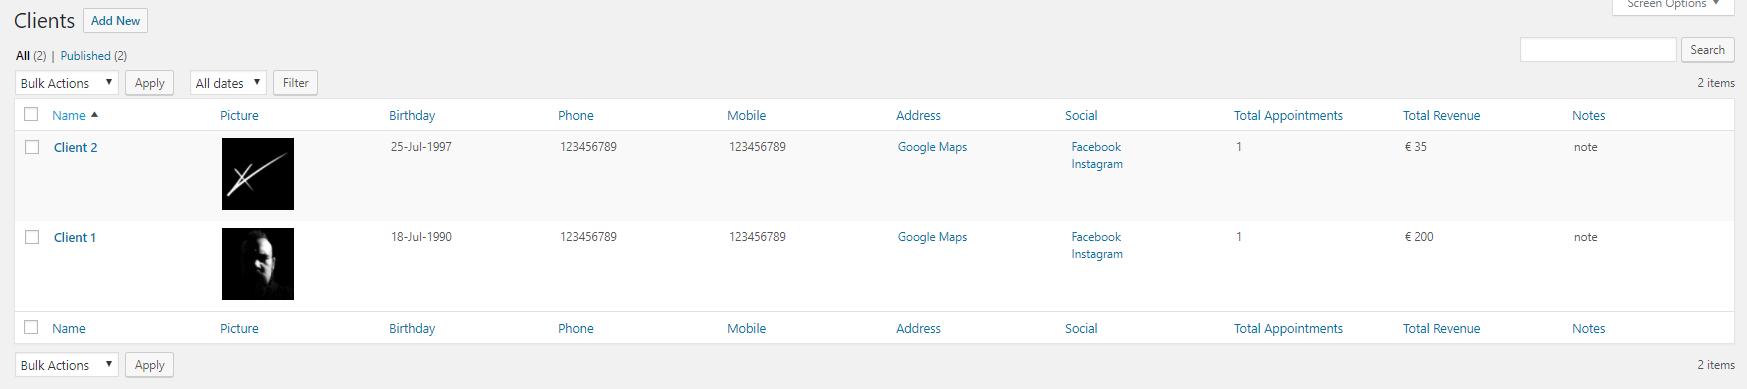 Screen Options ▼
Clients Add New
All (2) | Published (2)
Search
Bulk Actions ▼ Apply All dates ▼ Filter 2 items
Name ▲ Picture Birthday Phone Mobile Address Social Total Appointments Total Revenue Notes
Client 2 25-Jul-1997 123456789 123456789 Google Maps Facebook 1 € 35 note
Instagram
Client 1 18-Jul-1990 123456789 123456789 Google Maps Facebook 1 € 200 note
Instagram
Name Picture Birthday Phone Mobile Address Social Total Appointments Total Revenue Notes
Bulk Actions ▼ Apply 2 items